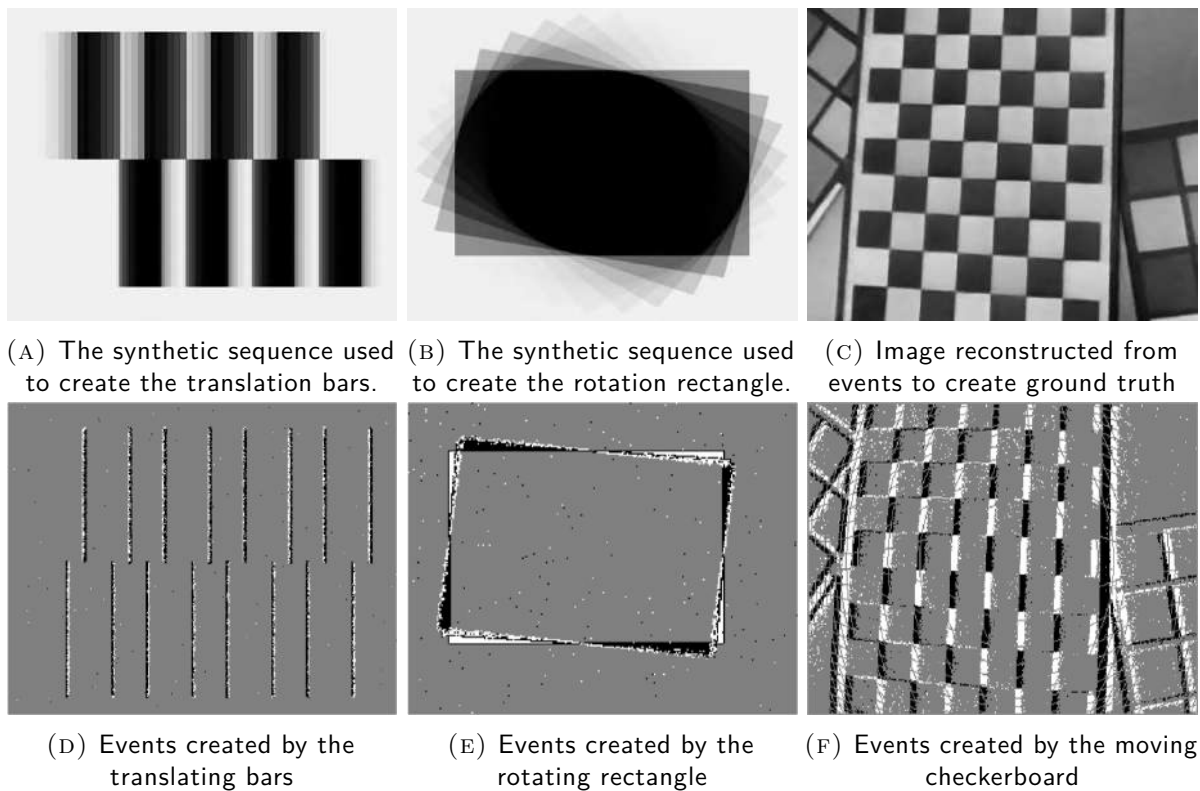 (A) The synthetic sequence used
to create the translation bars.
(B) The synthetic sequence used
to create the rotation rectangle.
(C) Image reconstructed from
events to create ground truth
(D) Events created by the
translating bars
(E) Events created by the
rotating rectangle
(F) Events created by the moving
checkerboard